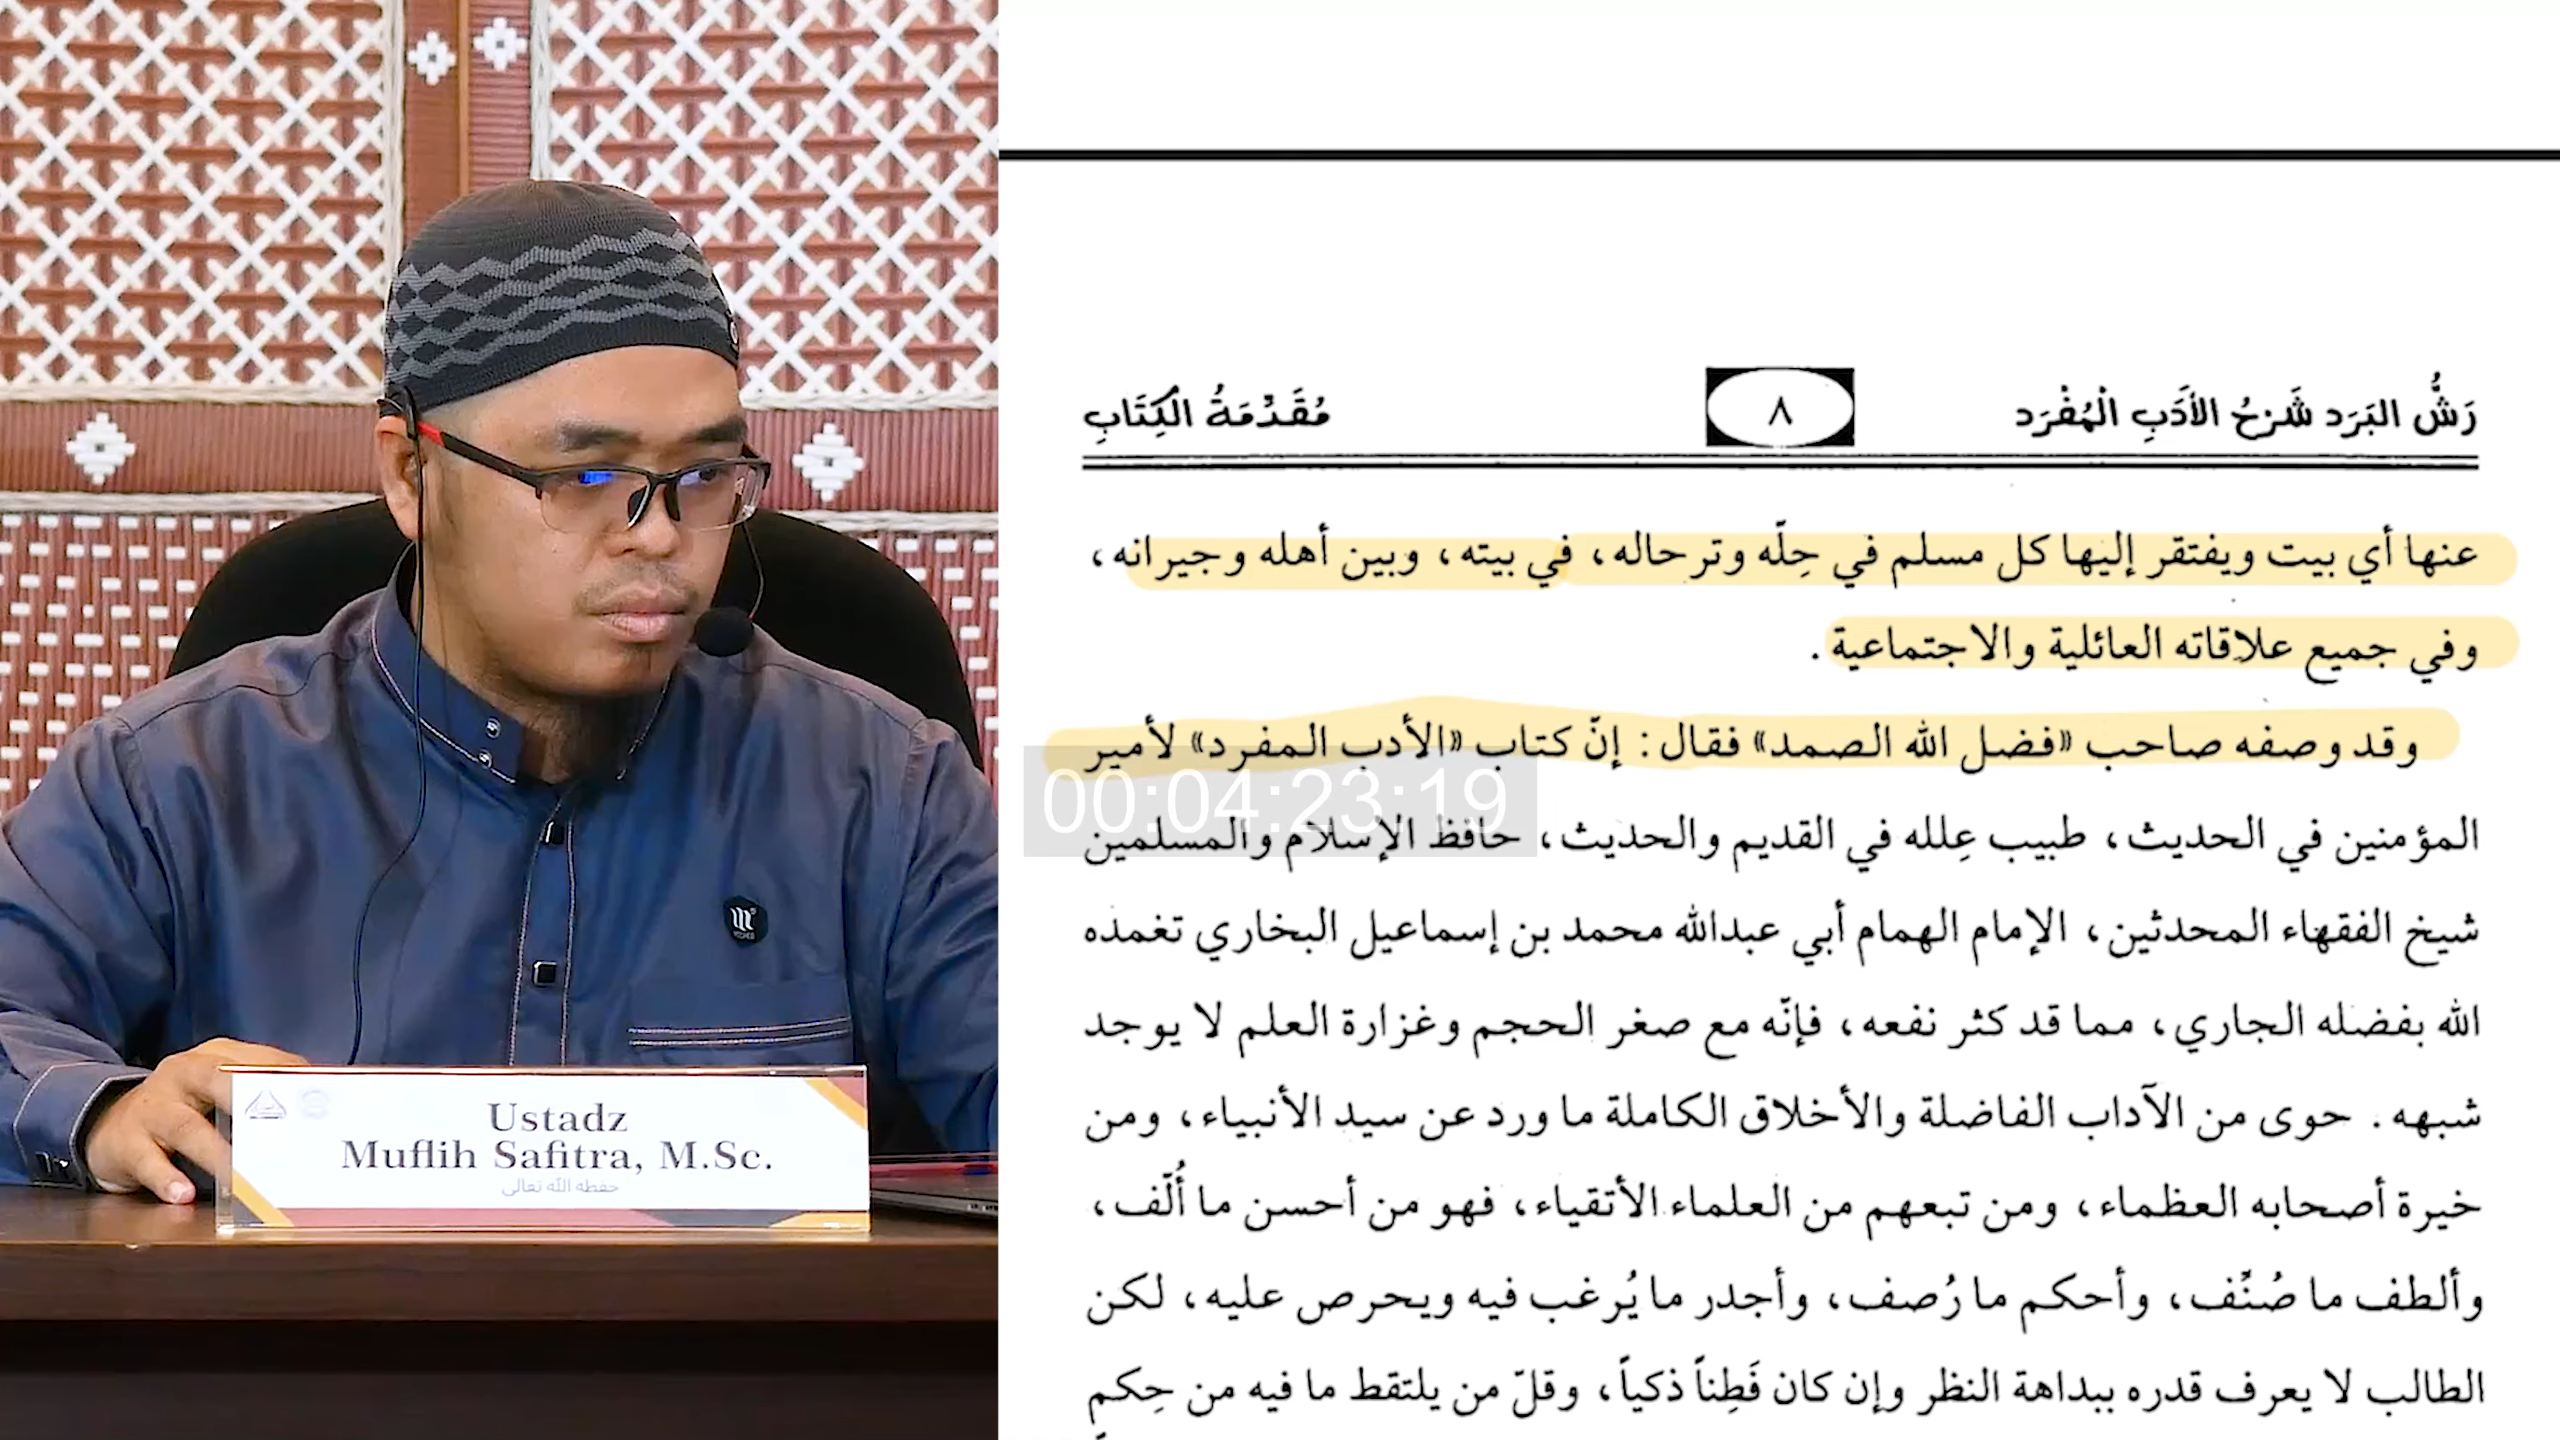 رَشُّ البَرَد شَرْحُ الأَدَبِ الْمُفْرَد
٨
مُقَدِّمَةُ الْكِتَابِ
عنها أي بيت ويفتقر إليها كل مسلم في حِلّه وترحاله، في بيته، وبين أهله وجيرانه،
وفي جميع علاقاته العائلية والاجتماعية.
وقد وصفه صاحب «فضل الله الصمد» فقال: إنّ كتاب «الأدب المفرد» لأمير
00:04:23:19
المؤمنين في الحديث، طبيب عِلله في القديم والحديث، حافظ الإسلام والمسلمين
شيخ الفقهاء المحدثين، الإمام الهمام أبي عبدالله محمد بن إسماعيل البخاري تغمده
الله بفضله الجاري، مما قد كثر نفعه، فإنّه مع صغر الحجم وغزارة العلم لا يوجد
شبهه. حوى من الآداب الفاضلة والأخلاق الكاملة ما ورد عن سيد الأنبياء، ومن
خيرة أصحابه العظماء، ومن تبعهم من العلماء الأتقياء، فهو من أحسن ما أُلّف،
وألطف ما صُنِّف، وأحكم ما رُصف، وأجدر ما يُرغب فيه ويحرص عليه، لكن
الطالب لا يعرف قدره ببداهة النظر وإن كان فَطِناً ذكياً، وقلّ من يلتقط ما فيه من حِكمٍ
Ustadz
Muflih Safitra, M.Sc.
حفظه الله تعالى